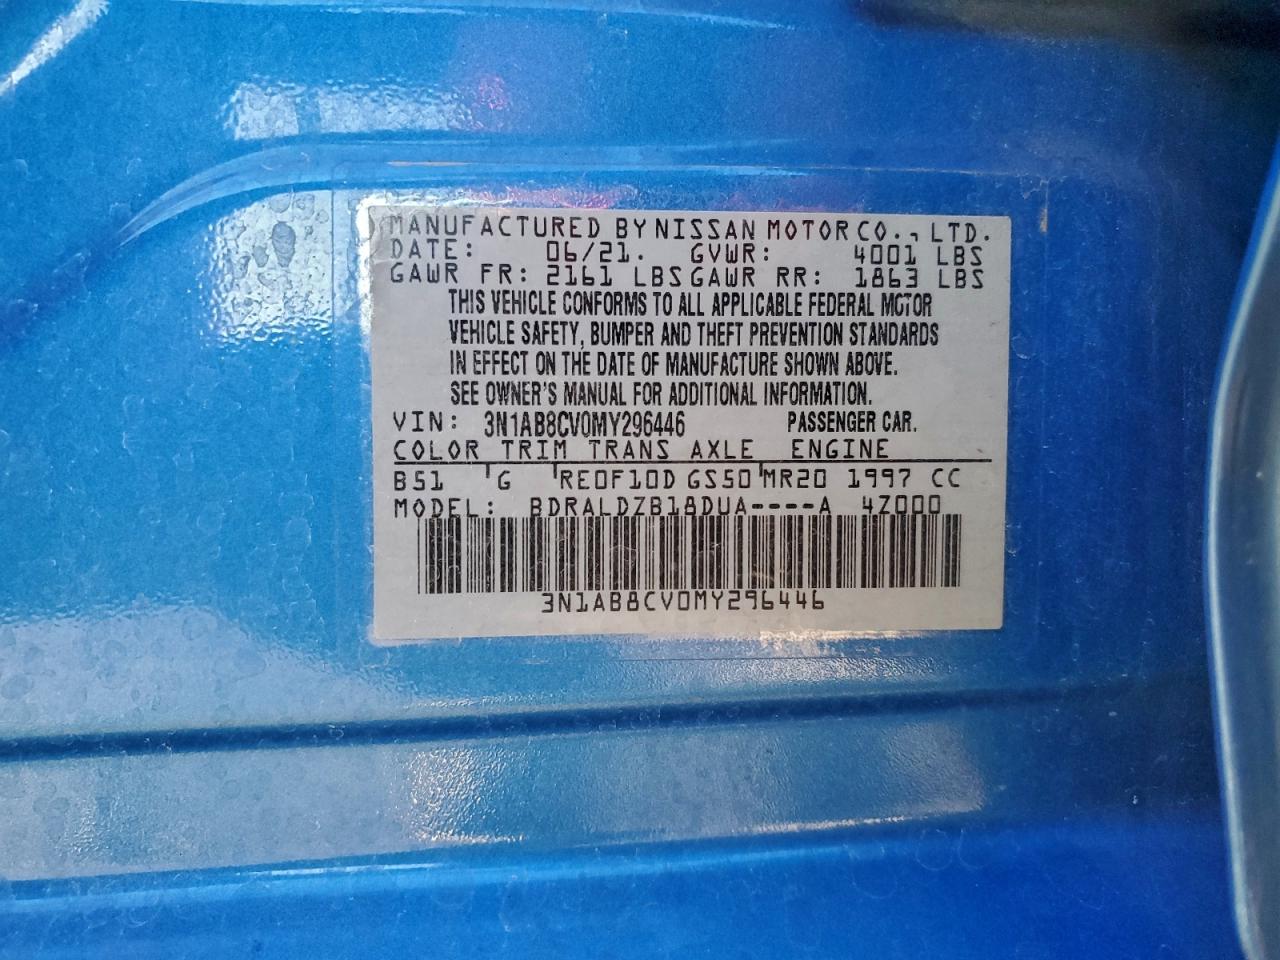 MANUFACTURED BY NISSAN MOTOR CO., LTD.
DATE: 06/21. GVWR: 4001 LBS
GAWR FR: 2161 LBS GAWR RR: 1863 LBS
THIS VEHICLE CONFORMS TO ALL APPLICABLE FEDERAL MOTOR
VEHICLE SAFETY, BUMPER AND THEFT PREVENTION STANDARDS
IN EFFECT ON THE DATE OF MANUFACTURE SHOWN ABOVE.
SEE OWNER'S MANUAL FOR ADDITIONAL INFORMATION.
VIN: 3N1AB8CV0MY296446 PASSENGER CAR.
COLOR TRIM TRANS AXLE ENGINE
B51 G RE0F10D GS50 MR20 1997 CC
MODEL: BDRALDZB18DUA----A 4Z000
3N1AB8CV0MY296446